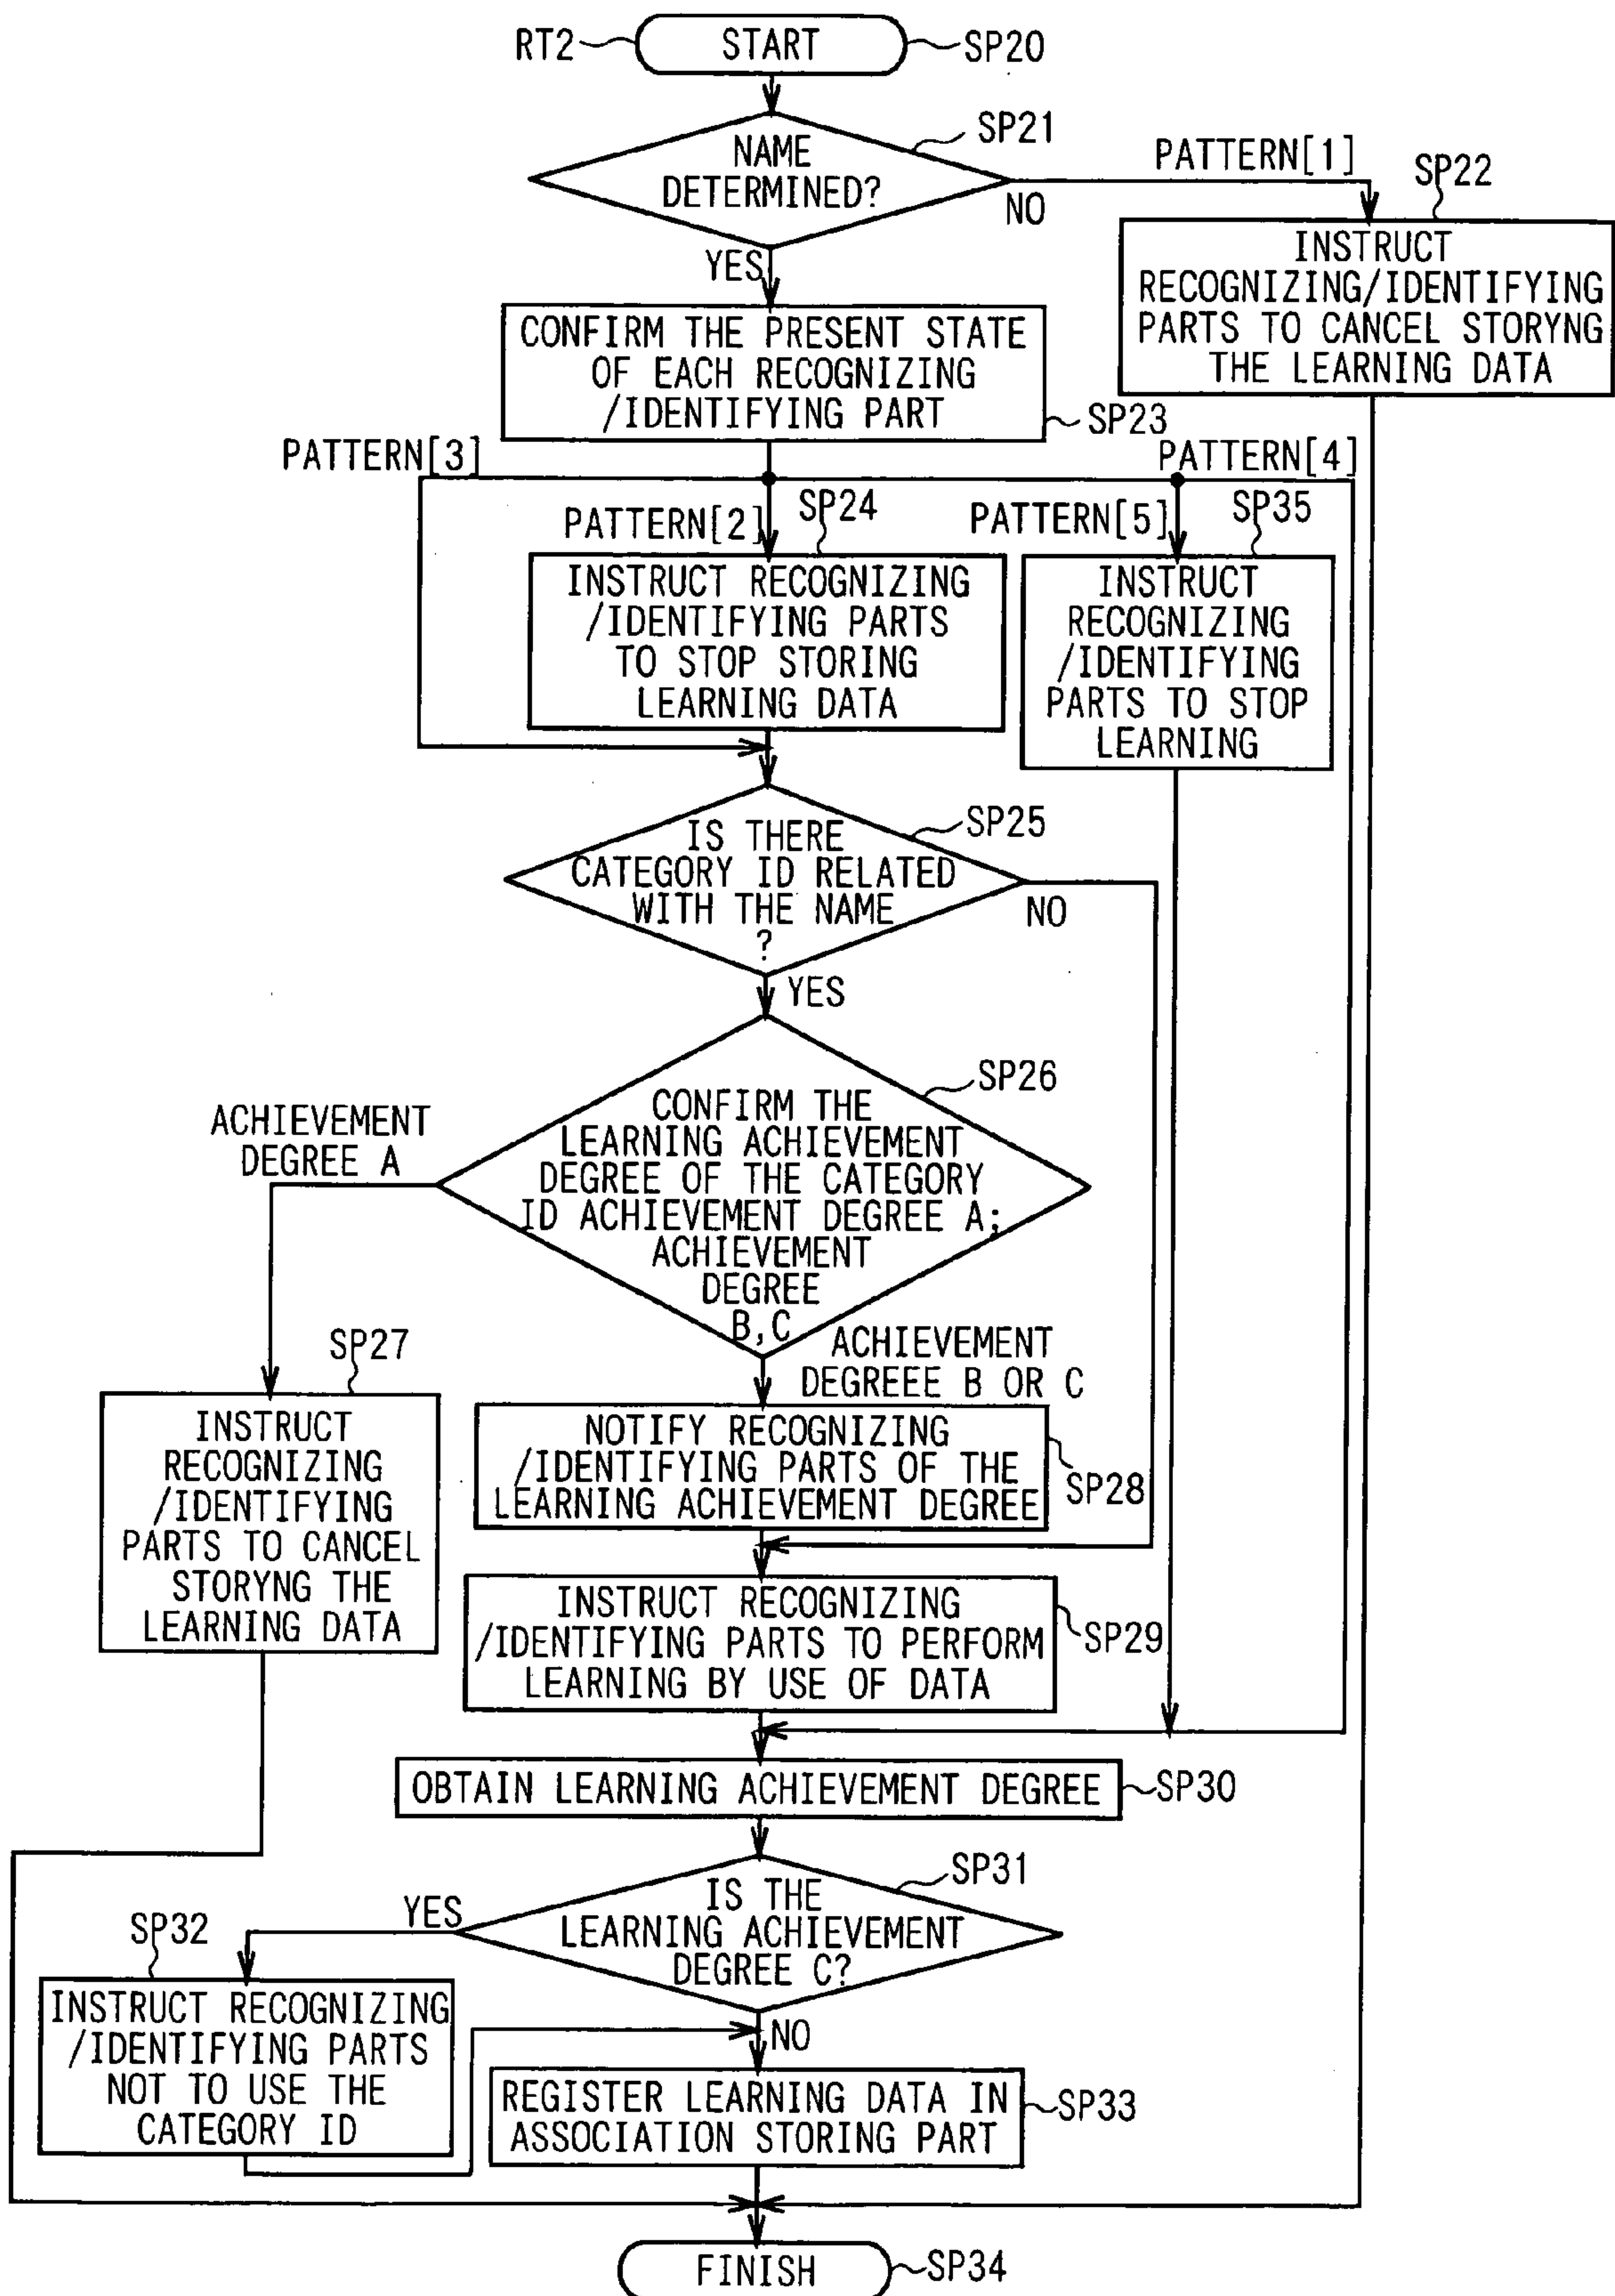 RT2
START
SP20
NAME
DETERMINED?
SP21
NO
PATTERN[1]
SP22
YES
INSTRUCT
RECOGNIZING/IDENTIFYING
PARTS TO CANCEL STORYNG
THE LEARNING DATA
CONFIRM THE PRESENT STATE
OF EACH RECOGNIZING
/IDENTIFYING PART
SP23
PATTERN[3]
PATTERN[4]
PATTERN[2]
SP24
PATTERN[5]
SP35
INSTRUCT RECOGNIZING
/IDENTIFYING PARTS
TO STOP STORING
LEARNING DATA
INSTRUCT
RECOGNIZING
/IDENTIFYING
PARTS TO STOP
LEARNING
IS THERE
CATEGORY ID RELATED
WITH THE NAME
?
SP25
NO
YES
CONFIRM THE
LEARNING ACHIEVEMENT
DEGREE OF THE CATEGORY
ID ACHIEVEMENT DEGREE A;
ACHIEVEMENT
DEGREE
B,C
SP26
ACHIEVEMENT
DEGREE A
ACHIEVEMENT
DEGREEE B OR C
SP27
INSTRUCT
RECOGNIZING
/IDENTIFYING
PARTS TO CANCEL
STORYNG THE
LEARNING DATA
NOTIFY RECOGNIZING
/IDENTIFYING PARTS OF THE
LEARNING ACHIEVEMENT DEGREE
SP28
INSTRUCT RECOGNIZING
/IDENTIFYING PARTS TO PERFORM
LEARNING BY USE OF DATA
SP29
OBTAIN LEARNING ACHIEVEMENT DEGREE
SP30
IS THE
LEARNING ACHIEVEMENT
DEGREE C?
SP31
YES
SP32
INSTRUCT RECOGNIZING
/IDENTIFYING PARTS
NOT TO USE THE
CATEGORY ID
NO
REGISTER LEARNING DATA IN
ASSOCIATION STORING PART
SP33
FINISH
SP34